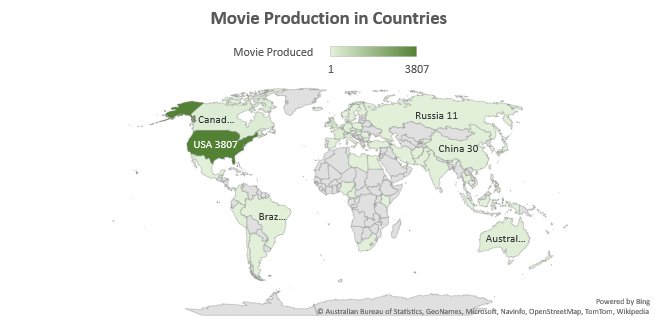 Movie Production in Countries
Movie Produced
1 3807
Canad...
Russia 11
USA 3807
China 30
Braz...
Austral...
Powered by Bing
© Australian Bureau of Statistics, GeoNames, Microsoft, Navinfo, OpenStreetMap, TomTom, Wikipedia